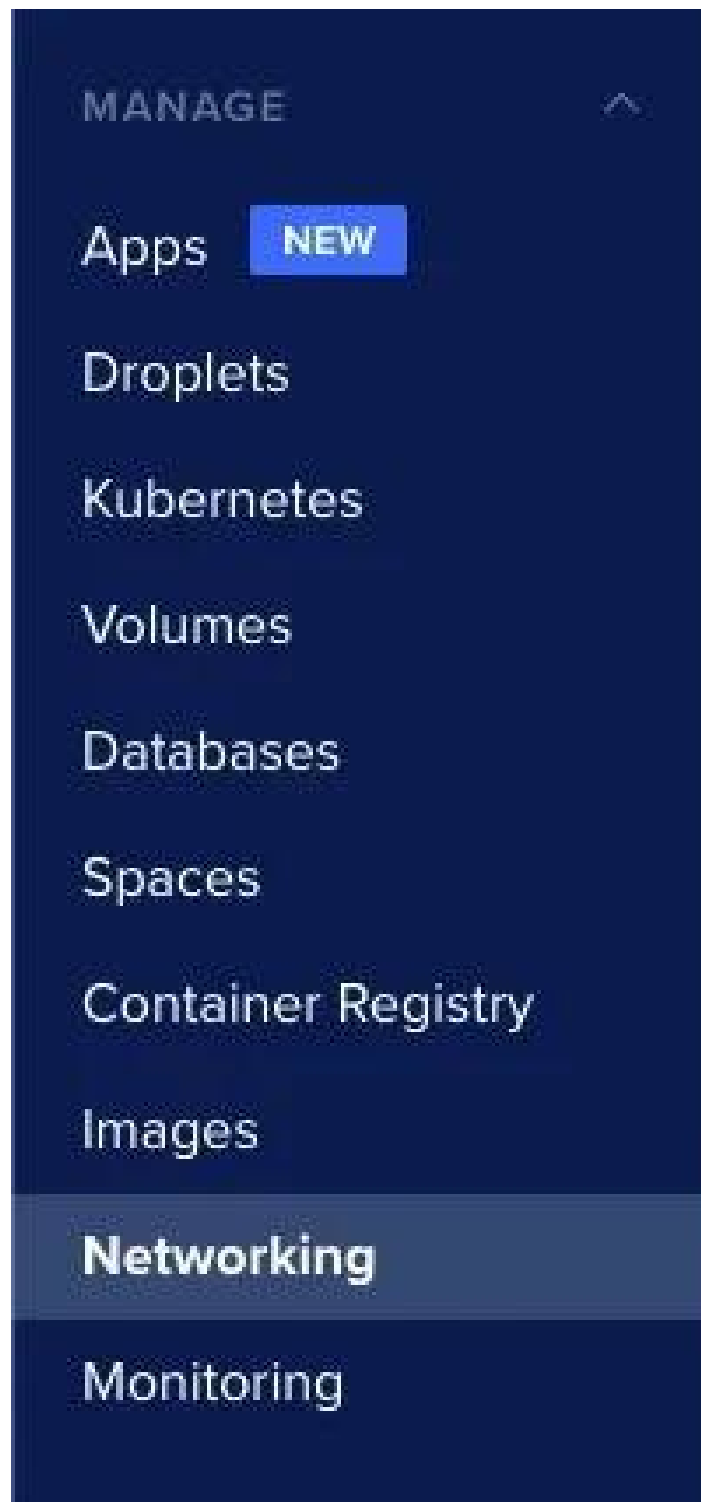 MANAGE
Apps NEW
Droplets
Kubernetes
Volumes
Databases
Spaces
Container Registry
Images
Networking
Monitoring